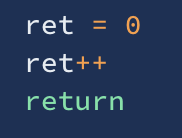 ret = 0
ret++
return